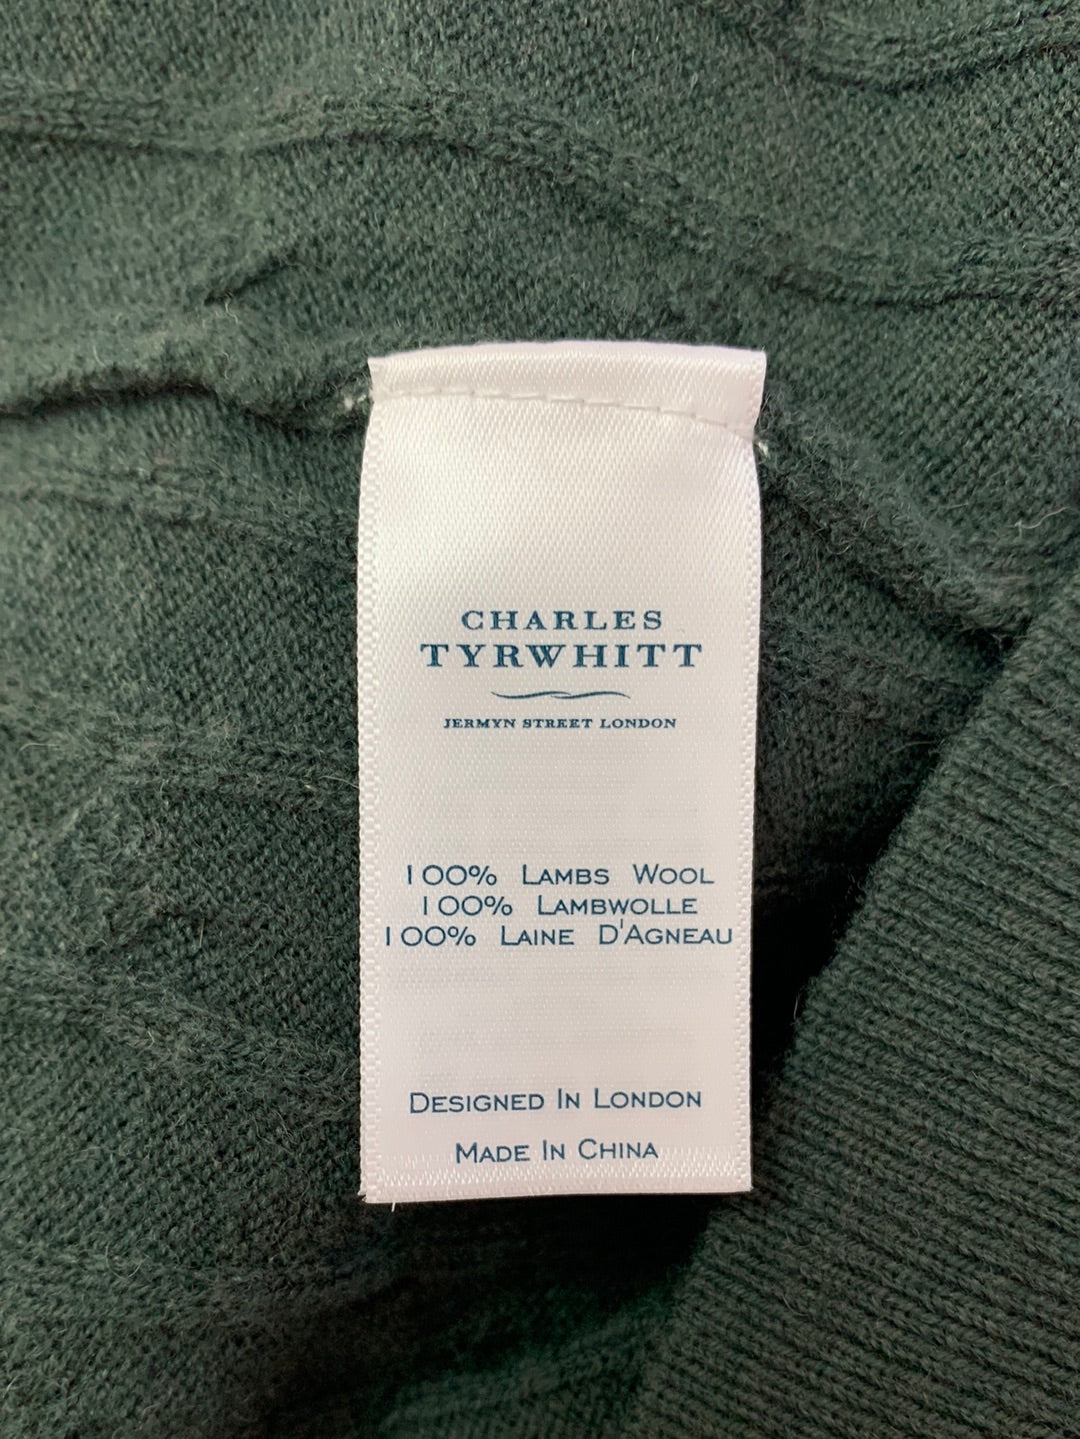 CHARLES
TYRWHITT
JERMYN STREET LONDON
100% LAMBS WOOL
100% LAMBWOLLE
100% LAINE D'AGNEAU
DESIGNED IN LONDON
MADE IN CHINA